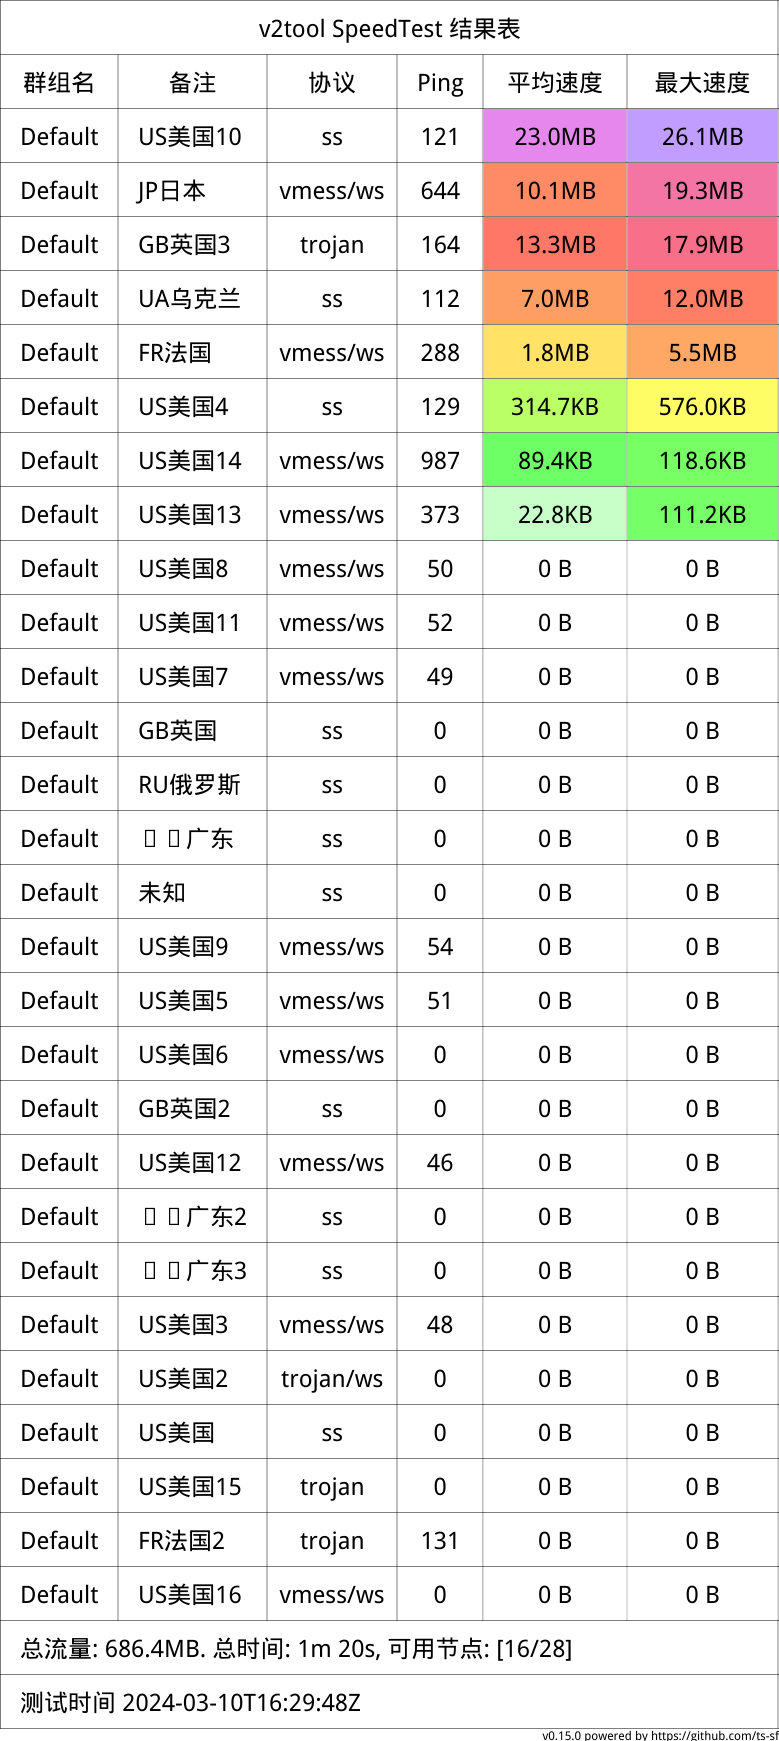 v2tool SpeedTest 结果表
群组名 备注 协议 Ping 平均速度 最大速度
Default US美国10 ss 121 23.0MB 26.1MB
Default JP日本 vmess/ws 644 10.1MB 19.3MB
Default GB英国3 trojan 164 13.3MB 17.9MB
Default UA乌克兰 ss 112 7.0MB 12.0MB
Default FR法国 vmess/ws 288 1.8MB 5.5MB
Default US美国4 ss 129 314.7KB 576.0KB
Default US美国14 vmess/ws 987 89.4KB 118.6KB
Default US美国13 vmess/ws 373 22.8KB 111.2KB
Default US美国8 vmess/ws 50 0 B 0 B
Default US美国11 vmess/ws 52 0 B 0 B
Default US美国7 vmess/ws 49 0 B 0 B
Default GB英国 ss 0 0 B 0 B
Default RU俄罗斯 ss 0 0 B 0 B
Default 广东 ss 0 0 B 0 B
Default 未知 ss 0 0 B 0 B
Default US美国9 vmess/ws 54 0 B 0 B
Default US美国5 vmess/ws 51 0 B 0 B
Default US美国6 vmess/ws 0 0 B 0 B
Default GB英国2 ss 0 0 B 0 B
Default US美国12 vmess/ws 46 0 B 0 B
Default 广东2 ss 0 0 B 0 B
Default 广东3 ss 0 0 B 0 B
Default US美国3 vmess/ws 48 0 B 0 B
Default US美国2 trojan/ws 0 0 B 0 B
Default US美国 ss 0 0 B 0 B
Default US美国15 trojan 0 0 B 0 B
Default FR法国2 trojan 131 0 B 0 B
Default US美国16 vmess/ws 0 0 B 0 B
总流量: 686.4MB. 总时间: 1m 20s, 可用节点: [16/28]
测试时间 2024-03-10T16:29:48Z
v0.15.0 powered by https://github.com/ts-sf